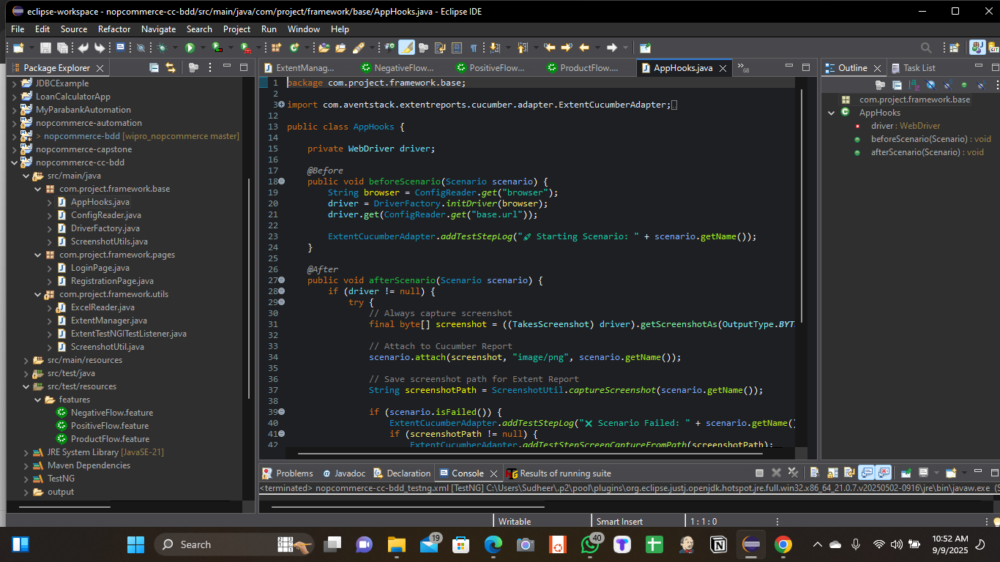 eclipse-workspace - nopcommerce-cc-bdd/src/main/java/com/project/framework/base/AppHooks.java - Eclipse IDE
File Edit Source Refactor Navigate Search Project Run Window Help
Package Explorer
JDBCExample
LoanCalculatorApp
MyParabankAutomation
nopcommerce-automation
> nopcommerce-bdd [wipro_nopcommerce master]
nopcommerce-capstone
nopcommerce-cc-bdd
src/main/java
com.project.framework.base
AppHooks.java
ConfigReader.java
DriverFactory.java
ScreenshotUtils.java
com.project.framework.pages
LoginPage.java
RegistrationPage.java
com.project.framework.utils
ExcelReader.java
ExtentManager.java
ExtentTestNGITestListener.java
ScreenshotUtil.java
src/main/resources
src/test/java
src/test/resources
features
NegativeFlow.feature
PositiveFlow.feature
ProductFlow.feature
JRE System Library [JavaSE-21]
Maven Dependencies
TestNG
output
ExtentManag... NegativeFlow... PositiveFlow... ProductFlow.... AppHooks.java »68
1 package com.project.framework.base;
2
3 import com.aventstack.extentreports.cucumber.adapter.ExtentCucumberAdapter;
12
13 public class AppHooks {
14
15 private WebDriver driver;
16
17 @Before
18 public void beforeScenario(Scenario scenario) {
19 String browser = ConfigReader.get("browser");
20 driver = DriverFactory.initDriver(browser);
21 driver.get(ConfigReader.get("base.url"));
22
23 ExtentCucumberAdapter.addTestStepLog("🚀 Starting Scenario: " + scenario.getName());
24 }
25
26 @After
27 public void afterScenario(Scenario scenario) {
28 if (driver != null) {
29 try {
30 // Always capture screenshot
31 final byte[] screenshot = ((TakesScreenshot) driver).getScreenshotAs(OutputType.BYT
32
33 // Attach to Cucumber Report
34 scenario.attach(screenshot, "image/png", scenario.getName());
35
36 // Save screenshot path for Extent Report
37 String screenshotPath = ScreenshotUtil.captureScreenshot(scenario.getName());
38
39 if (scenario.isFailed()) {
40 ExtentCucumberAdapter.addTestStepLog("❌ Scenario Failed: " + scenario.getName()
41 if (screenshotPath != null) {
42 ExtentCucumberAdapter.addTestStepScreenCaptureFromPath(screenshotPath);
Outline Task List
com.project.framework.base
AppHooks
driver : WebDriver
beforeScenario(Scenario) : void
afterScenario(Scenario) : void
Problems Javadoc Declaration Console Results of running suite
<terminated> nopcommerce-cc-bdd_testng.xml [TestNG] C:\Users\Sudheer\.p2\pool\plugins\org.eclipse.justj.openjdk.hotspot.jre.full.win32.x86_64_21.0.7.v20250502-0916\jre\bin\javaw.exe (S
Writable Smart Insert 1 : 1 : 0
Search 19 40
10:52 AM
9/9/2025